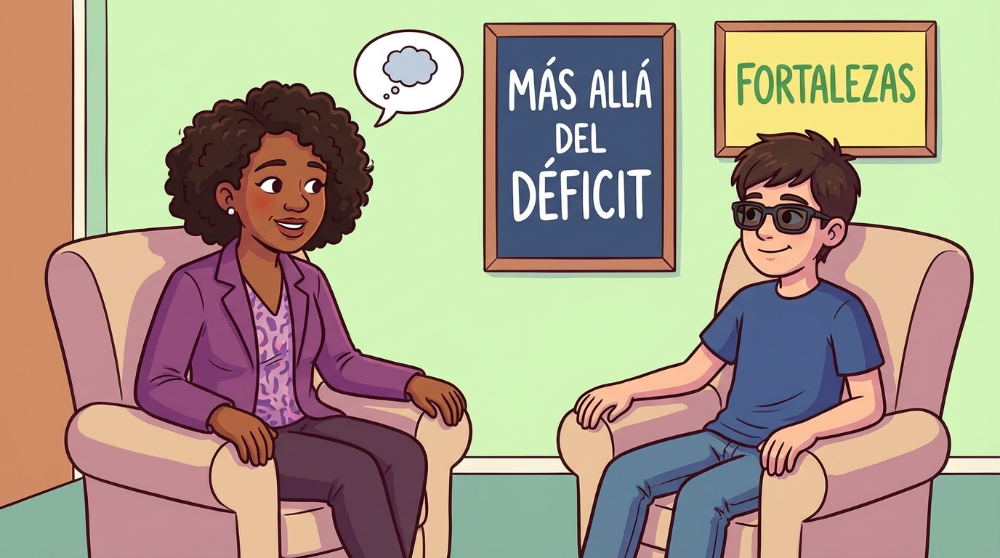 MÁS ALLÁ
DEL
DÉFICIT
FORTALEZAS